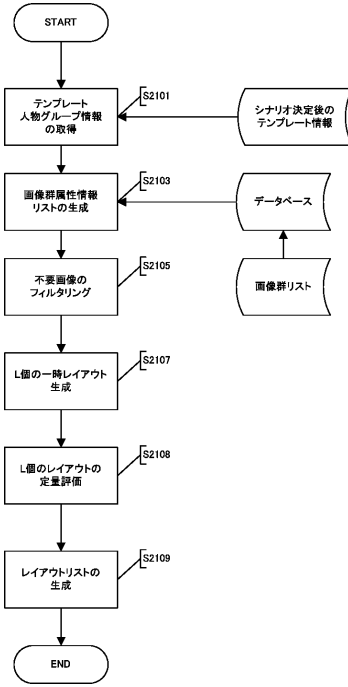 START
テンプレート
人物グループ情報
の取得
S2101
シナリオ決定後の
テンプレート情報
画像群属性情報
リストの生成
S2103
データベース
不要画像の
フィルタリング
S2105
画像群リスト
L個の一時レイアウト
生成
S2107
L個のレイアウトの
定量評価
S2108
レイアウトリストの
生成
S2109
END